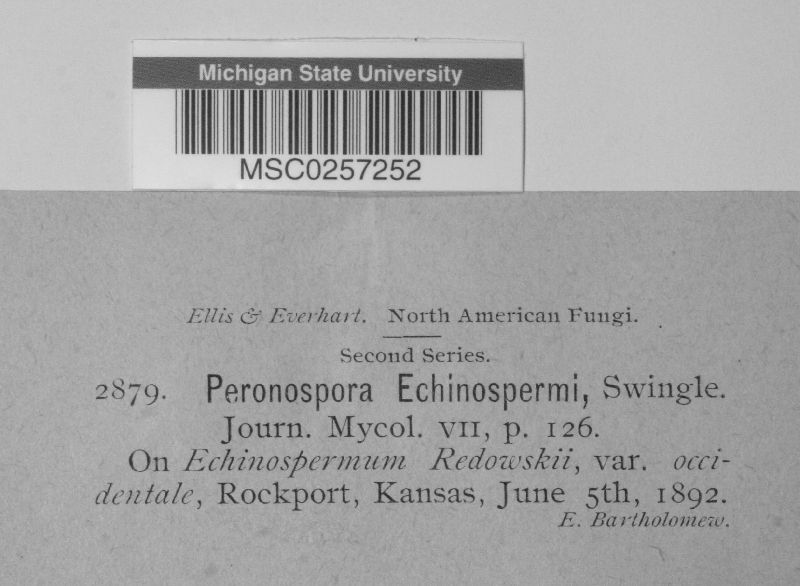 Michigan State University
MSC0257252
Ellis & Everhart. North American Fungi.
Second Series.
2879. Peronospora Echinospermi, Swingle.
Journ. Mycol. VII, p. 126.
On Echinospermum Redowskii, var. occi-
dentale, Rockport, Kansas, June 5th, 1892.
E. Bartholomew.